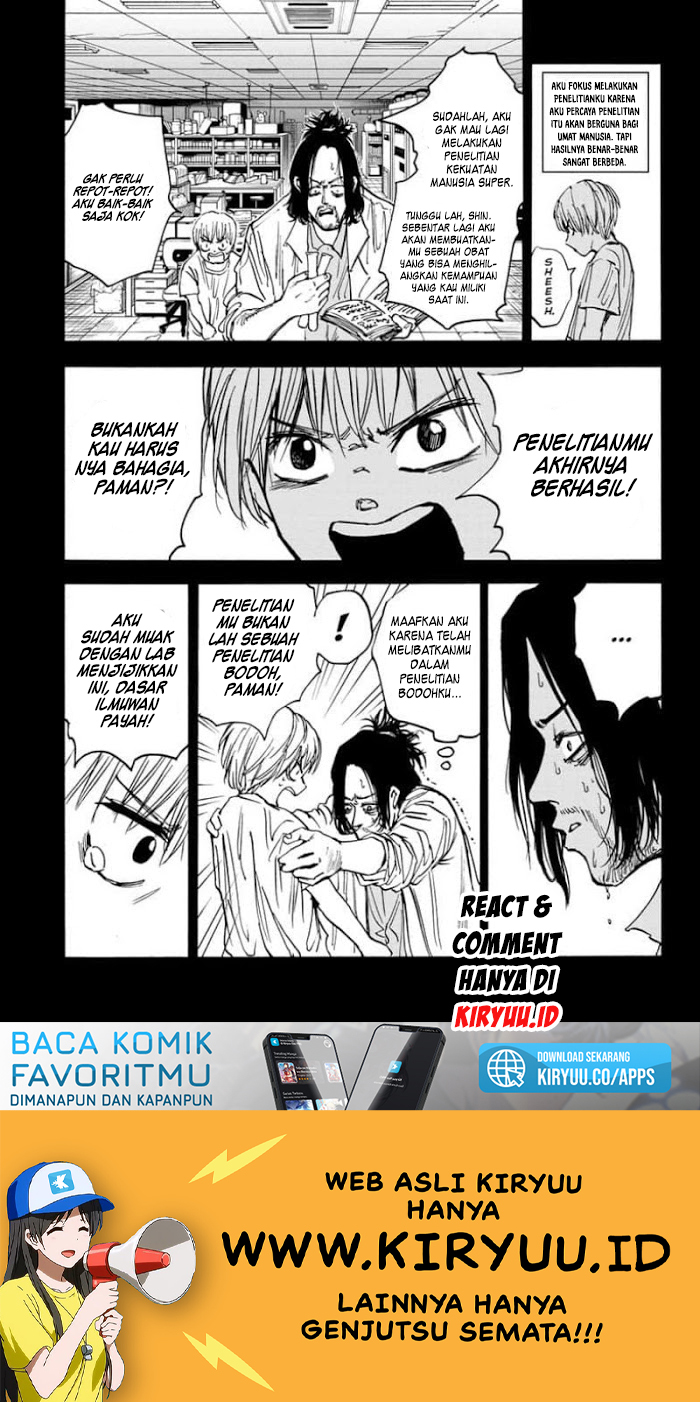 AKU FOKUS MELAKUKAN
PENELITIANKU KARENA
AKU PERCAYA PENELITIAN
ITU AKAN BERGUNA BAGI
UMAT MANUSIA. TAPI
HASILNYA BENAR-BENAR
SANGAT BERBEDA.
SHEESH.
SUDAHLAH, AKU
GAK MAU LAGI
MELAKUKAN
PENELITIAN
KEKUATAN
MANUSIA SUPER.
TUNGGU LAH, SHIN.
SEBENTAR LAGI AKU
AKAN MEMBUATKAN-
MU SEBUAH OBAT
YANG BISA MENGHIL-
ANGKAN KEMAMPUAN
YANG KAU MILIKI
SAAT INI.
GAK PERLU
REPOT-REPOT!
AKU BAIK-BAIK
SAJA KOK!
PENELITIANMU
AKHIRNYA
BERHASIL!
BUKANKAH
KAU HARUS
NYA BAHAGIA,
PAMAN?!
...
MAAFKAN AKU
KARENA TELAH
MELIBATKANMU
DALAM
PENELITIAN
BODOHKU...
!
PENELITIAN
MU BUKAN
LAH SEBUAH
PENELITIAN
BODOH,
PAMAN!
AKU
SUDAH MUAK
DENGAN LAB
MENJIJIKKAN
INI, DASAR
ILMUWAN
PAYAH!
REACT &
COMMENT
HANYA DI
KIRYUU.ID
BACA KOMIK
FAVORITMU
DIMANAPUN DAN KAPANPUN
DOWNLOAD SEKARANG
KIRYUU.CO/APPS
WEB ASLI KIRYUU
HANYA
WWW.KIRYUU.ID
LAINNYA HANYA
GENJUTSU SEMATA!!!